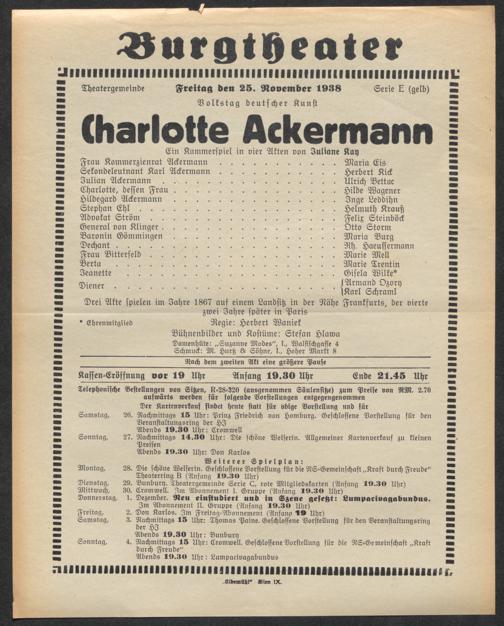 Burgtheater
Theatergemeinde Freitag den 25. November 1938 Serie E (gelb)
Volkstag deutscher Kunst
Charlotte Ackermann
Ein Kammerspiel in vier Akten von Juliane Kay
Frau Kommerzienrat Ackermann . . . Maria Eis
Sekondeleutnant Karl Ackermann . . . Herbert Kick
Julian Ackermann . . . Ulrich Bettac
Charlotte, dessen Frau . . . Hilde Wagener
Hildegard Ackermann . . . Inge Leddihn
Stephan Ehl . . . Helmuth Krauß
Advokat Ström . . . Felix Steinböck
General von Klinger . . . Otto Storm
Baronin Gömmingen . . . Maria Burg
Dechant . . . Rh. Haeussermann
Frau Bitterfeld . . . Marie Mell
Berta . . . Marie Trentin
Jeanette . . . Gisela Wilke*
Diener . . . Armand Ozory
Karl Schraml
Drei Akte spielen im Jahre 1867 auf einem Landsitz in der Nähe Frankfurts, der vierte
zwei Jahre später in Paris
* Ehrenmitglied Regie: Herbert Waniek
Bühnenbilder und Kostüme: Stefan Hlawa
Damenhüte: „Suzanne Modes“, I., Walfischgasse 4
Schmuck: M. Hurz & Söhne, I., Hoher Markt 8
Nach dem zweiten Akt eine größere Pause
Kassen-Eröffnung vor 19 Uhr Anfang 19.30 Uhr Ende 21.45 Uhr
Telephonische Bestellungen von Sitzen, R-28-320 (ausgenommen Säulensitze) zum Preise von RM. 2.70
aufwärts werden für folgende Vorstellungen entgegengenommen
Der Kartenverkauf findet heute statt für obige Vorstellung und für
Samstag, 26. Nachmittags 15 Uhr: Prinz Friedrich von Homburg. Geschlossene Vorstellung für den
Veranstaltungsring der HJ
Abends 19.30 Uhr: Cromwell
Sonntag, 27. Nachmittags 14.30 Uhr: Die schöne Welserin. Allgemeiner Kartenverkauf zu kleinen
Preisen
Abends 19.30 Uhr: Don Karlos
Weiterer Spielplan:
Montag, 28. Die schöne Welserin. Geschlossene Vorstellung für die NS-Gemeinschaft „Kraft durch Freude“
Theaterring B (Anfang 19.30 Uhr)
Dienstag, 29. Bunbury. Theatergemeinde Serie C, rote Mitgliedskarten (Anfang 19.30 Uhr)
Mittwoch, 30. Cromwell. Im Abonnement I. Gruppe (Anfang 19.30 Uhr)
Donnerstag, 1. Dezember. Neu einstudiert und in Szene gesetzt: Lumpacivagabundus.
Im Abonnement II. Gruppe (Anfang 19.30 Uhr)
Freitag, 2. Don Karlos. Im Freitag-Abonnement (Anfang 19 Uhr)
Samstag, 3. Nachmittags 15 Uhr: Thomas Paine. Geschlossene Vorstellung für den Veranstaltungsring
der HJ
Abends 19.30 Uhr: Bunbury
Sonntag, 4. Nachmittags 15 Uhr: Cromwell. Geschlossene Vorstellung für die NS-Gemeinschaft „Kraft
durch Freude“
Abends 19.30 Uhr: Lumpacivagabundus
„Elbemühl“ Wien IX.